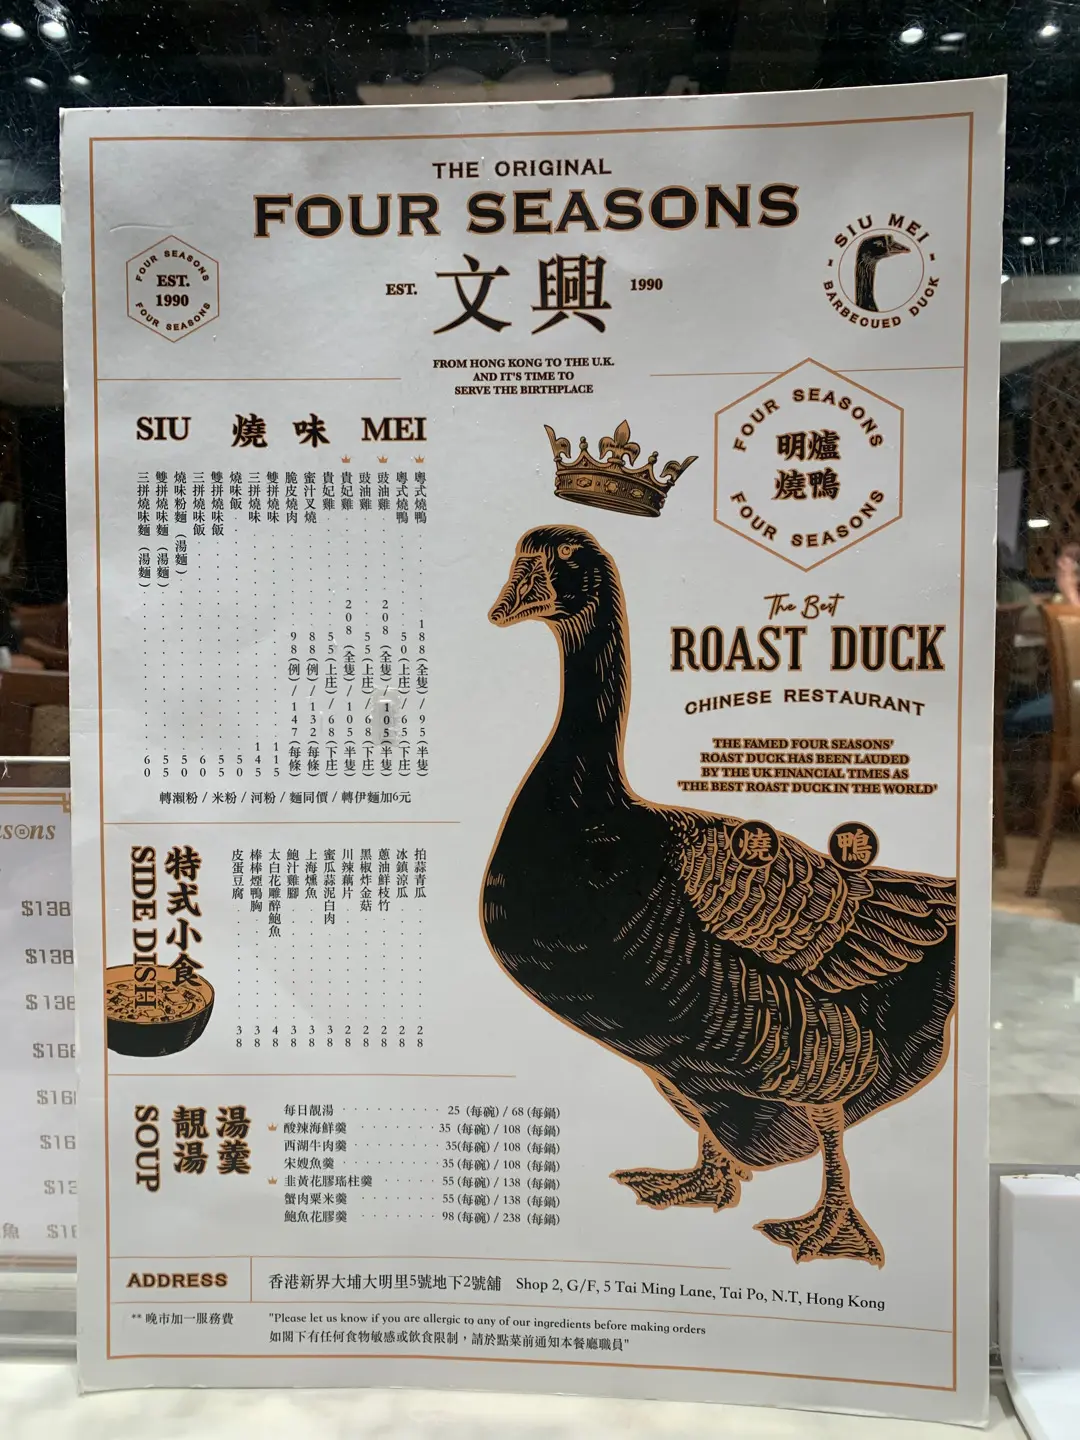 THE ORIGINAL
FOUR SEASONS
EST. 文興 1990
FOUR SEASONS
EST.
1990
FOUR SEASONS
SIU MEI
BARBECUED DUCK
FROM HONG KONG TO THE U.K.
AND IT'S TIME TO
SERVE THE BIRTHPLACE
FOUR SEASONS
明爐
燒鴨
FOUR SEASONS
The Best
ROAST DUCK
CHINESE RESTAURANT
THE FAMED FOUR SEASONS'
ROAST DUCK HAS BEEN LAUDED
BY THE UK FINANCIAL TIMES AS
'THE BEST ROAST DUCK IN THE WORLD'
燒 鴨
SIU 燒味 MEI
粵式燒鴨 188(全隻)/95(半隻)
粵式燒鴨 50(上庄)/65(下庄)
豉油雞 208(全隻)/105(半隻)
豉油雞 55(上庄)/68(下庄)
貴妃雞 208(全隻)/105(半隻)
貴妃雞 55(上庄)/68(下庄)
蜜汁叉燒 88(例)/132(每條)
脆皮燒肉 98(例)/147(每條)
雙拼燒味 115
三拼燒味 145
燒味飯 50
雙拼燒味飯 55
三拼燒味飯 60
燒味粉麵(湯麵) 50
雙拼燒味麵(湯麵) 55
三拼燒味麵(湯麵) 60
轉瀨粉 / 米粉 / 河粉 / 麵同價 / 轉伊麵加6元
特式小食
SIDE DISH
拍蒜青瓜 28
冰鎮涼瓜 28
蔥油鮮枝竹 28
黑椒炸金菇 28
川辣藕片 28
蜜瓜蒜泥白肉 38
上海燻魚 38
鮑汁雞腳 38
太白花雕醉鮑魚 48
棒棒煙鴨胸 38
皮蛋豆腐 38
湯羹
靚湯
SOUP
每日靚湯 25 (每碗) / 68 (每鍋)
酸辣海鮮羹 35 (每碗) / 108 (每鍋)
西湖牛肉羹 35(每碗) / 108 (每鍋)
宋嫂魚羹 35 (每碗) / 108 (每鍋)
韭黃花膠瑤柱羹 55 (每碗) / 138 (每鍋)
蟹肉粟米羹 55 (每碗) / 138 (每鍋)
鮑魚花膠羹 98 (每碗) / 238 (每鍋)
ADDRESS 香港新界大埔大明里5號地下2號舖 Shop 2, G/F, 5 Tai Ming Lane, Tai Po, N.T, Hong Kong
** 晚市加一服務費
"Please let us know if you are allergic to any of our ingredients before making orders
如閣下有任何食物敏感或飲食限制，請於點菜前通知本餐廳職員"
$138
$138
魚